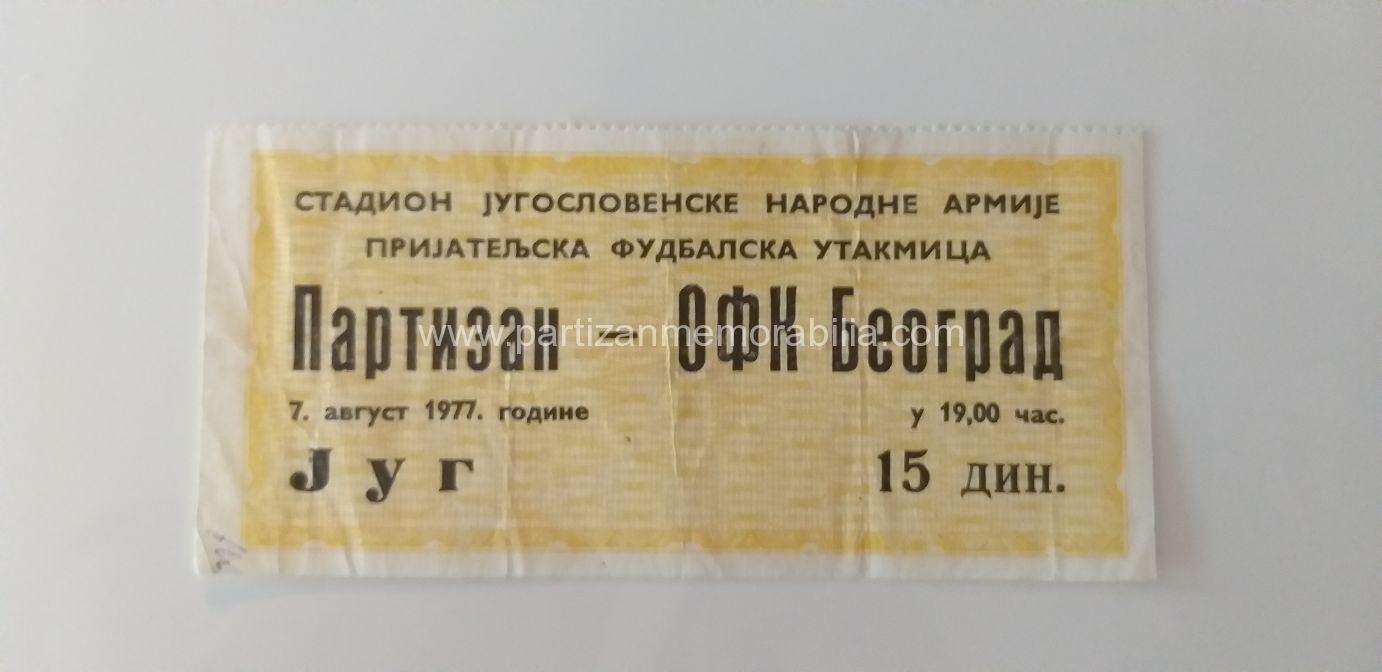 СТАДИОН ЈУГОСЛОВЕНСКЕ НАРОДНЕ АРМИЈЕ
ПРИЈАТЕЉСКА ФУДБАЛСКА УТАКМИЦА
Партизан – ОФК Београд
www.partizanmemorabilia.com
7. август 1977. године у 19,00 час.
Југ 15 дин.